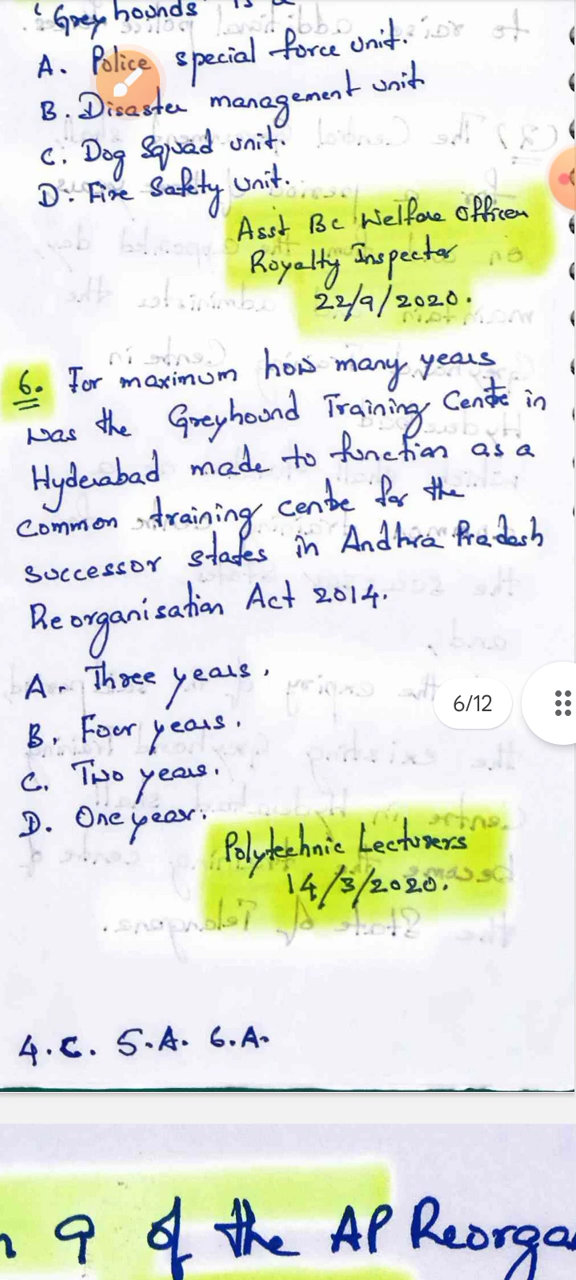 'Greyhounds' is a
A. Police special force unit.
B. Disaster management unit
C. Dog Squad unit.
D. Fire Safety Unit.
Asst Bc Welfare Officer
Royalty Inspector
22/9/2020.
6. For maximum how many years
was the Greyhound Training Centre in
Hyderabad made to function as a
common training centre for the
successor states in Andhra Pradesh
Reorganisation Act 2014.
A. Three years.
6/12
B. Four years.
C. Two years.
D. One year.
Polytechnic Lecturers
14/3/2020.
4.C. 5.A. 6.A.
9 of the AP Reorga